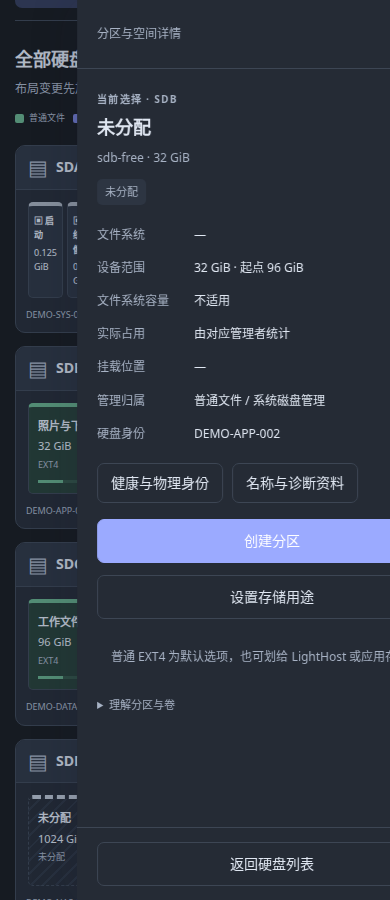 全部硬盘
布局变更先
普通文件
SDA
启动
0.125 GiB
DEMO-SYS-0
照片与下
32 GiB
EXT4
DEMO-APP-0
工作文件
96 GiB
EXT4
DEMO-DATA
未分配
1024 Gi
未分配
分区与空间详情
当前选择 · SDB
未分配
sdb-free · 32 GiB
未分配
文件系统 —
设备范围 32 GiB · 起点 96 GiB
文件系统容量 不适用
实际占用 由对应管理者统计
挂载位置 —
管理归属 普通文件 / 系统磁盘管理
硬盘身份 DEMO-APP-002
健康与物理身份 名称与诊断资料
创建分区
设置存储用途
普通 EXT4 为默认选项，也可划给 LightHost 或应用存
▶ 理解分区与卷
返回硬盘列表